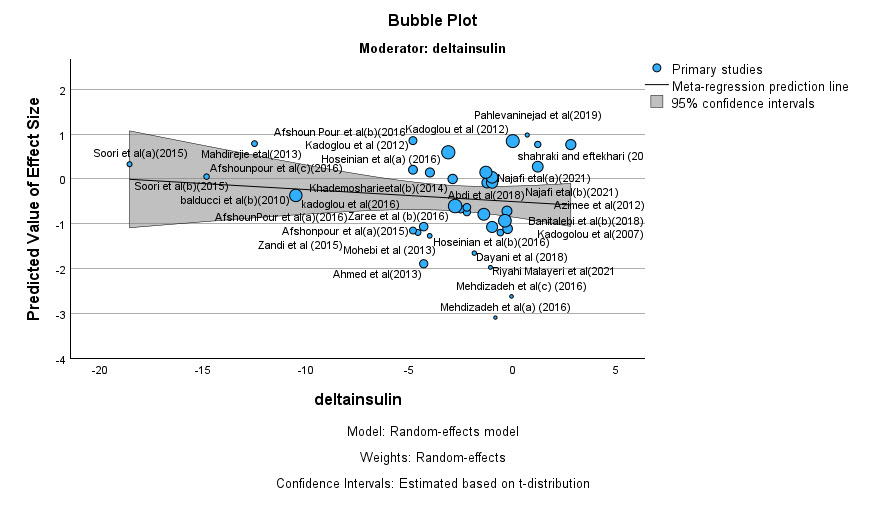 Bubble Plot
Moderator: deltainsulin
Primary studies
Meta-regression prediction line
95% confidence intervals
Predicted Value of Effect Size
2
1
0
-1
-2
-3
-4
Pahlevaninejad et al(2019)
Afshoun Pour et al(b)(2016
Kadoglou et al (2012)
Kadoglou et al (2012)
Soori et al(a)(2015)
Mahdirejie etal(2013)
Hoseinian et al(a) (2016)
shahraki and eftekhari (20
Afshounpour et al(c)(2016)
Najafi etal(a)(2021)
Soori et al(b)(2015)
Khademosharieetal(b)(2014)
Abdi et al(2018)
Najafi etal(b)(2021)
balducci et al(b)(2010)
kadoglou et al(2016)
Azimee et al(2012)
AfshounPour et al(a)(2016)
Zaree et al (b)(2016)
Banitalebi et al(b)(2018)
Afshonpour et al(a)(2015)
Kadogolou et al(2007)
Zandi et al (2015)
Mohebi et al (2013)
Hoseinian et al(b)(2016)
Dayani et al (2018)
Ahmed et al(2013)
Riyahi Malayeri et al(2021
Mehdizadeh et al(c) (2016)
Mehdizadeh et al(a) (2016)
-20
-15
-10
-5
0
5
deltainsulin
Model: Random-effects model
Weights: Random-effects
Confidence Intervals: Estimated based on t-distribution